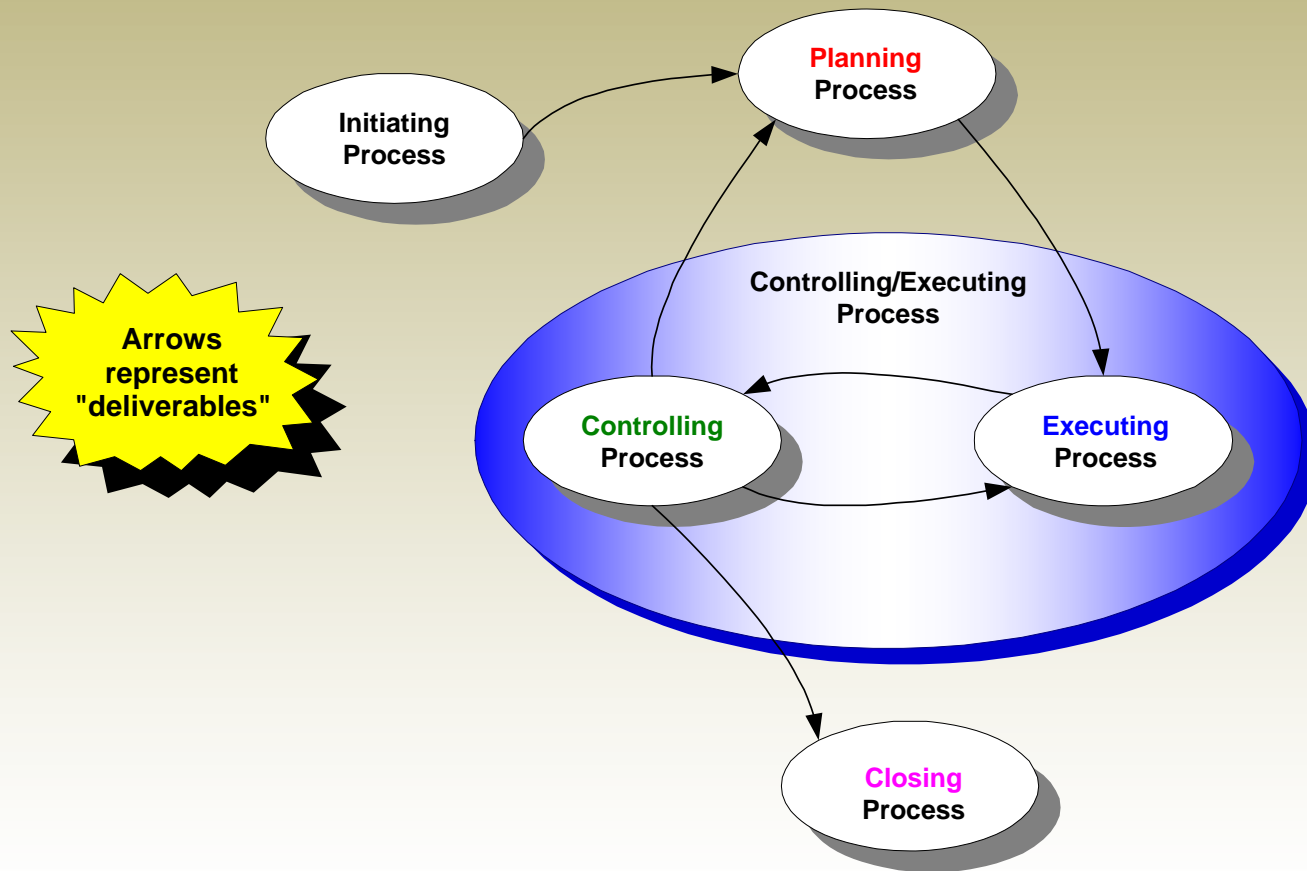 Planning
Process
Initiating
Process
Controlling/Executing
Process
Arrows
represent
"deliverables"
Controlling
Process
Executing
Process
Closing
Process